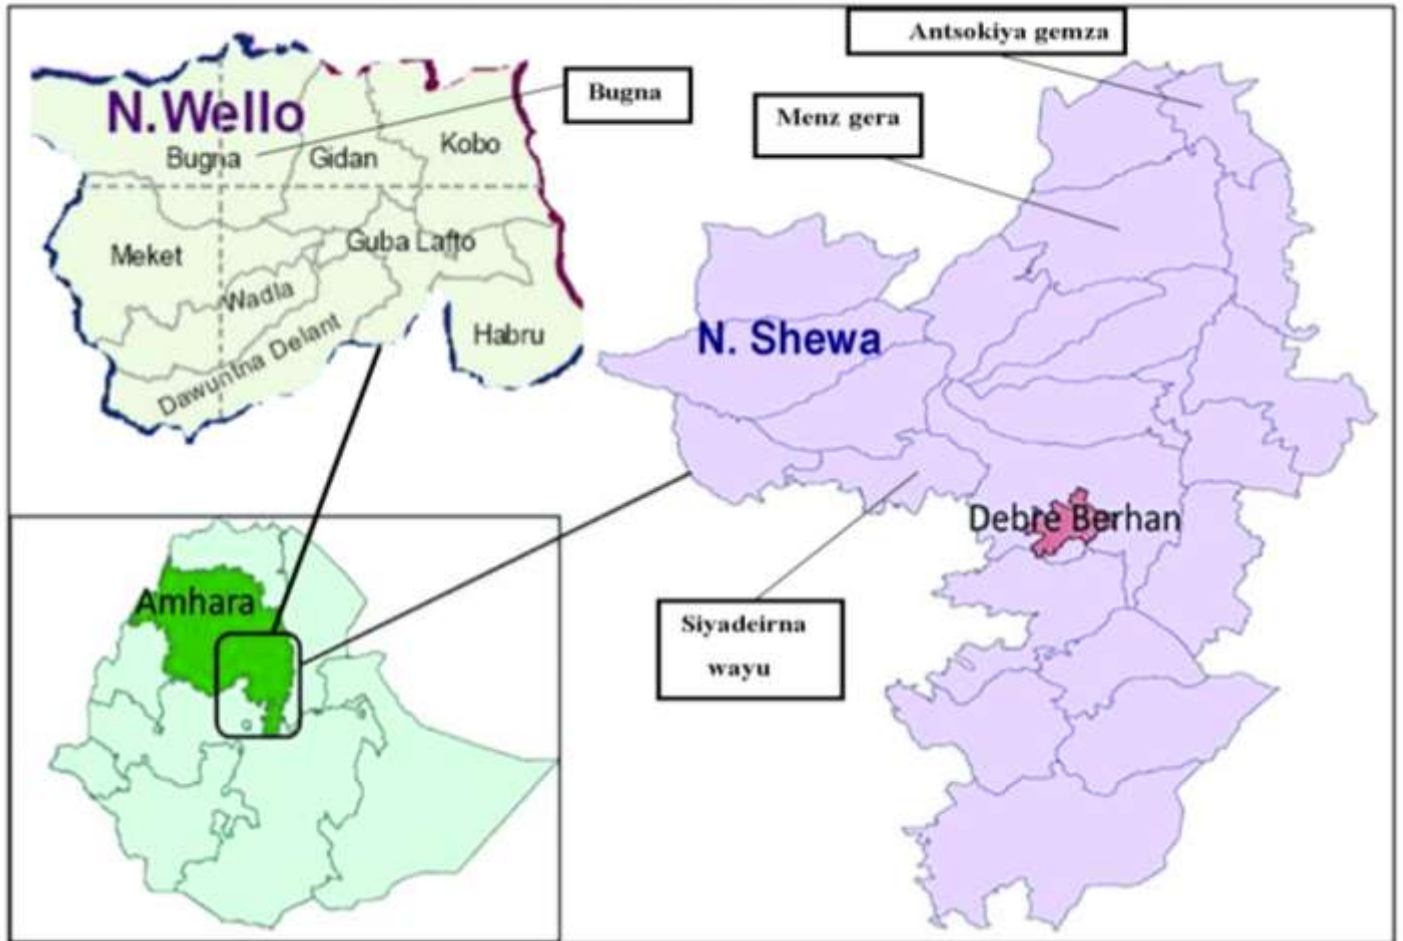 Antsokiya gemza
Bugna
Menz gera
N.Wello
Bugna
Gidan
Kobo
Meket
Guba Lafto
Wadla
Dawuntna Delant
Habru
N. Shewa
Debre Berhan
Siyadeirna
wayu
Amhara